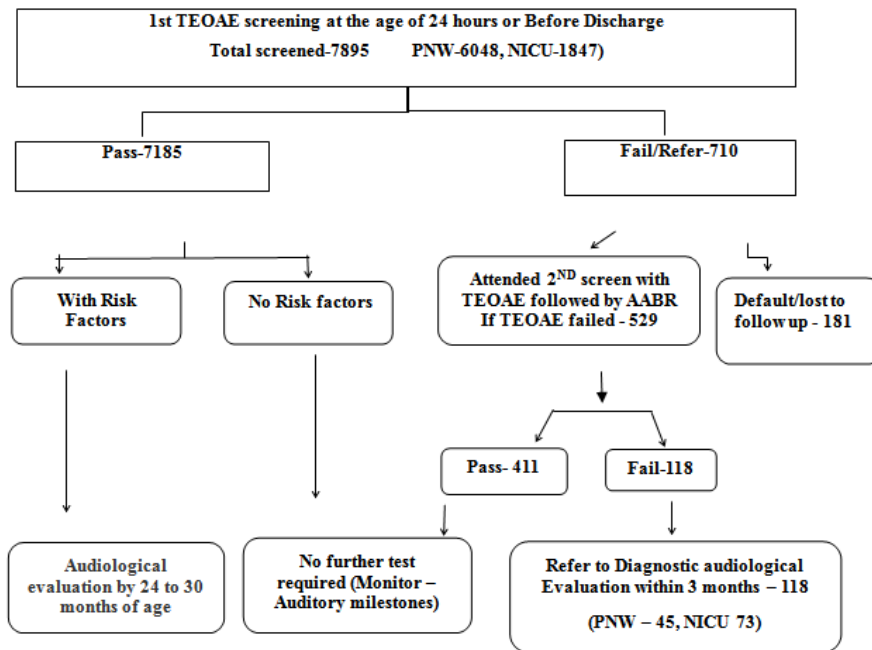 1st TEOAE screening at the age of 24 hours or Before Discharge
Total screened-7895 PNW-6048, NICU-1847)
Pass-7185
Fail/Refer-710
With Risk
Factors
No Risk factors
Attended 2ND screen with
TEOAE followed by AABR
If TEOAE failed - 529
Default/lost to
follow up - 181
Pass- 411
Fail-118
Audiological
evaluation by 24 to 30
months of age
No further test
required (Monitor –
Auditory milestones)
Refer to Diagnostic audiological
Evaluation within 3 months – 118
(PNW – 45, NICU 73)